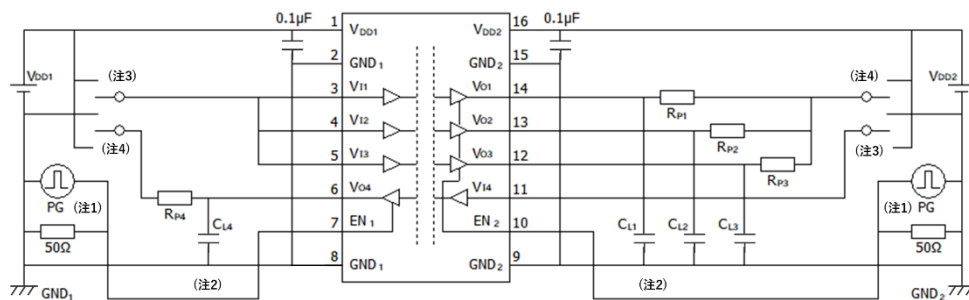 0.1μF
1
VDD1
VDD2
16
0.1μF
2
GND1
GND2
15
VDD1
(注3)
3
VI1
VO1
14
RP1
(注4)
VDD2
4
VI2
VO2
13
RP2
(注4)
5
VI3
VO3
12
RP3
(注3)
PG
(注1)
RP4
6
VO4
VI4
11
(注1)
PG
CL4
7
EN1
EN2
10
CL1
CL2
CL3
50Ω
50Ω
8
GND1
GND2
9
GND1
(注2)
(注2)
GND2